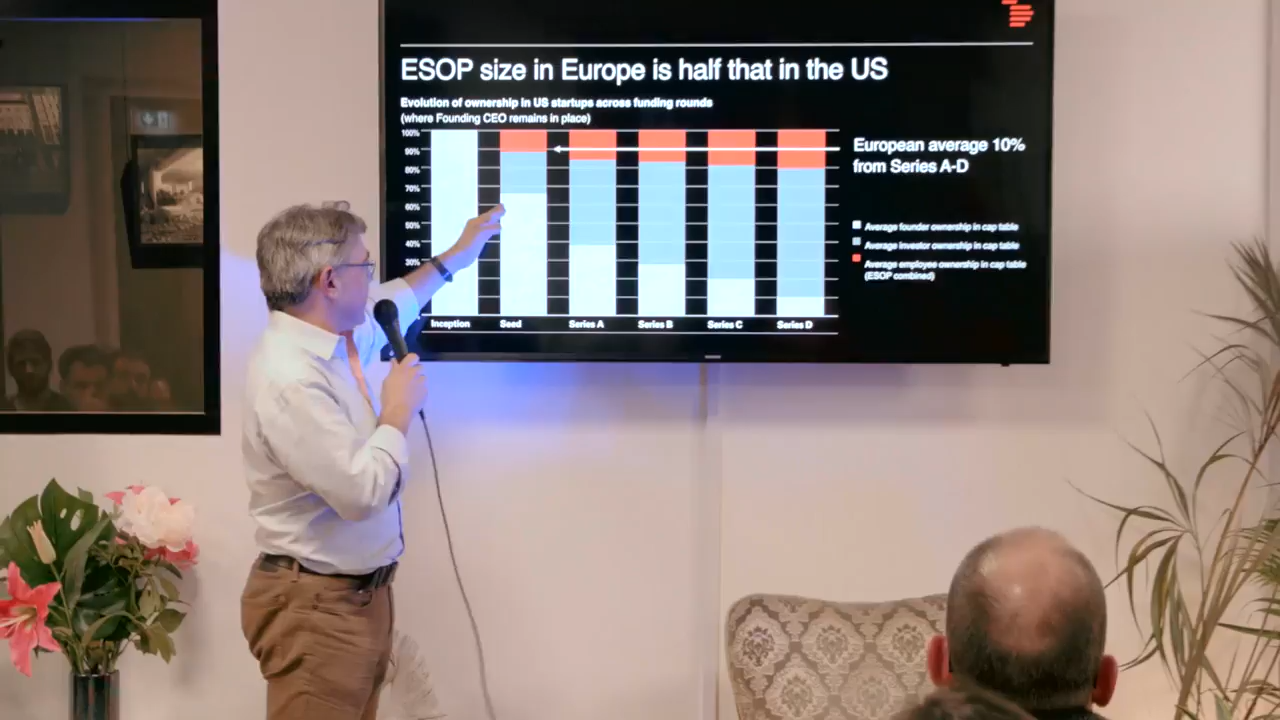 ESOP size in Europe is half that in the US
Evolution of ownership in US startups across funding rounds
(where Founding CEO remains in place)
100%
90%
80%
70%
60%
50%
40%
30%
European average 10%
from Series A-D
Average founder ownership in cap table
Average investor ownership in cap table
Average employee ownership in cap table
(ESOP combined)
Inception
Seed
Series A
Series B
Series C
Series D